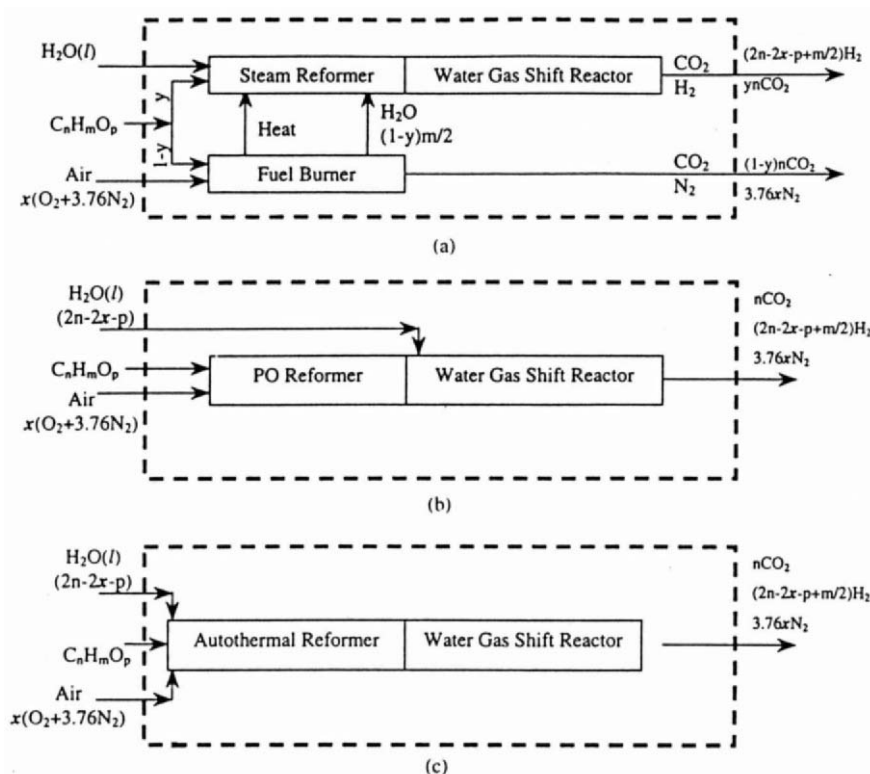 H₂O(l)
Steam Reformer
Water Gas Shift Reactor
CO₂
H₂
(2n-2x-p+m/2)H₂
ynCO₂
y
CₙHₘOₚ
1-y
Heat
H₂O
(1-y)m/2
Air
x(O₂+3.76N₂)
Fuel Burner
CO₂
N₂
(1-y)nCO₂
3.76xN₂
(a)
H₂O(l)
(2n-2x-p)
CₙHₘOₚ
Air
x(O₂+3.76N₂)
PO Reformer
Water Gas Shift Reactor
nCO₂
(2n-2x-p+m/2)H₂
3.76xN₂
(b)
H₂O(l)
(2n-2x-p)
CₙHₘOₚ
Air
x(O₂+3.76N₂)
Autothermal Reformer
Water Gas Shift Reactor
nCO₂
(2n-2x-p+m/2)H₂
3.76xN₂
(c)